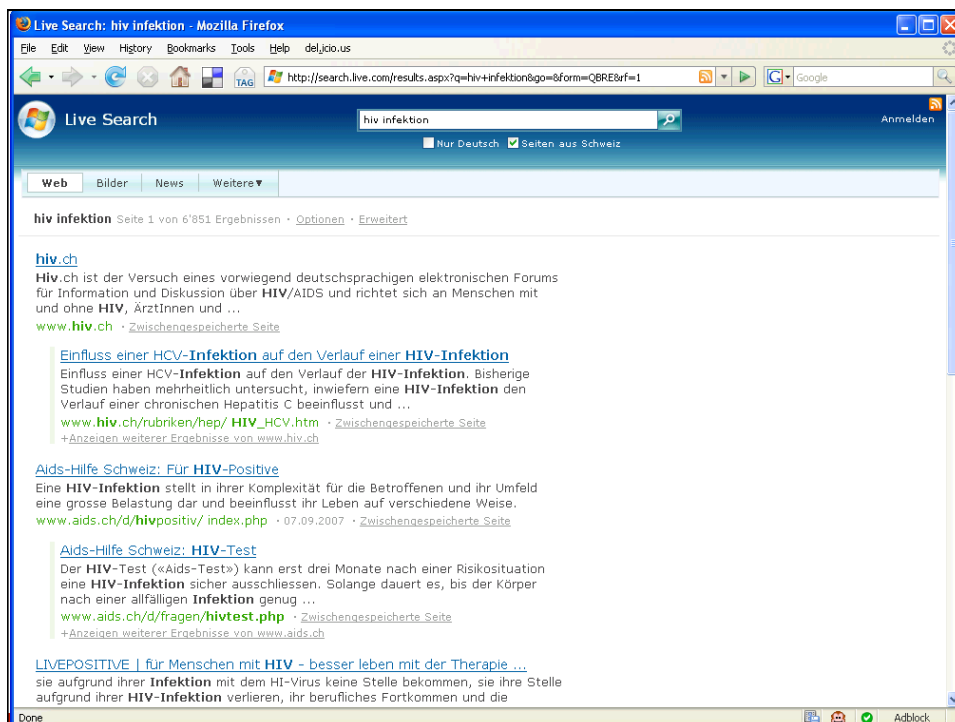 Live Search: hiv infektion - Mozilla Firefox
File Edit View History Bookmarks Tools Help del.icio.us
TAG http://search.live.com/results.aspx?q=hiv+infektion&go=&form=QBRE&rf=1 G Google
Live Search hiv infektion Anmelden
Nur Deutsch Seiten aus Schweiz
Web Bilder News Weitere▼
hiv infektion Seite 1 von 6'851 Ergebnissen · Optionen · Erweitert
hiv.ch
Hiv.ch ist der Versuch eines vorwiegend deutschsprachigen elektronischen Forums
für Information und Diskussion über HIV/AIDS und richtet sich an Menschen mit
und ohne HIV, ÄrztInnen und ...
www.hiv.ch · Zwischengespeicherte Seite
Einfluss einer HCV-Infektion auf den Verlauf einer HIV-Infektion
Einfluss einer HCV-Infektion auf den Verlauf der HIV-Infektion. Bisherige
Studien haben mehrheitlich untersucht, inwiefern eine HIV-Infektion den
Verlauf einer chronischen Hepatitis C beeinflusst und ...
www.hiv.ch/rubriken/hep/ HIV_HCV.htm · Zwischengespeicherte Seite
+Anzeigen weiterer Ergebnisse von www.hiv.ch
Aids-Hilfe Schweiz: Für HIV-Positive
Eine HIV-Infektion stellt in ihrer Komplexität für die Betroffenen und ihr Umfeld
eine grosse Belastung dar und beeinflusst ihr Leben auf verschiedene Weise.
www.aids.ch/d/hivpositiv/ index.php · 07.09.2007 · Zwischengespeicherte Seite
Aids-Hilfe Schweiz: HIV-Test
Der HIV-Test («Aids-Test») kann erst drei Monate nach einer Risikosituation
eine HIV-Infektion sicher ausschliessen. Solange dauert es, bis der Körper
nach einer allfälligen Infektion genug ...
www.aids.ch/d/fragen/hivtest.php · Zwischengespeicherte Seite
+Anzeigen weiterer Ergebnisse von www.aids.ch
LIVEPOSITIVE | für Menschen mit HIV - besser leben mit der Therapie ...
sie aufgrund ihrer Infektion mit dem HI-Virus keine Stelle bekommen, sie ihre Stelle
aufgrund ihrer HIV-Infektion verlieren, ihr berufliches Fortkommen und die
Done Adblock